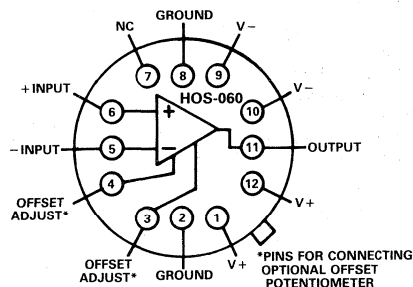 GROUND
NC
V-
7
8
9
HOS-060
V-
+INPUT
6
+
10
-INPUT
5
-
11
OUTPUT
OFFSET
ADJUST*
4
12
V+
3
2
1
OFFSET
ADJUST*
GROUND
V+
*PINS FOR CONNECTING
OPTIONAL OFFSET
POTENTIOMETER